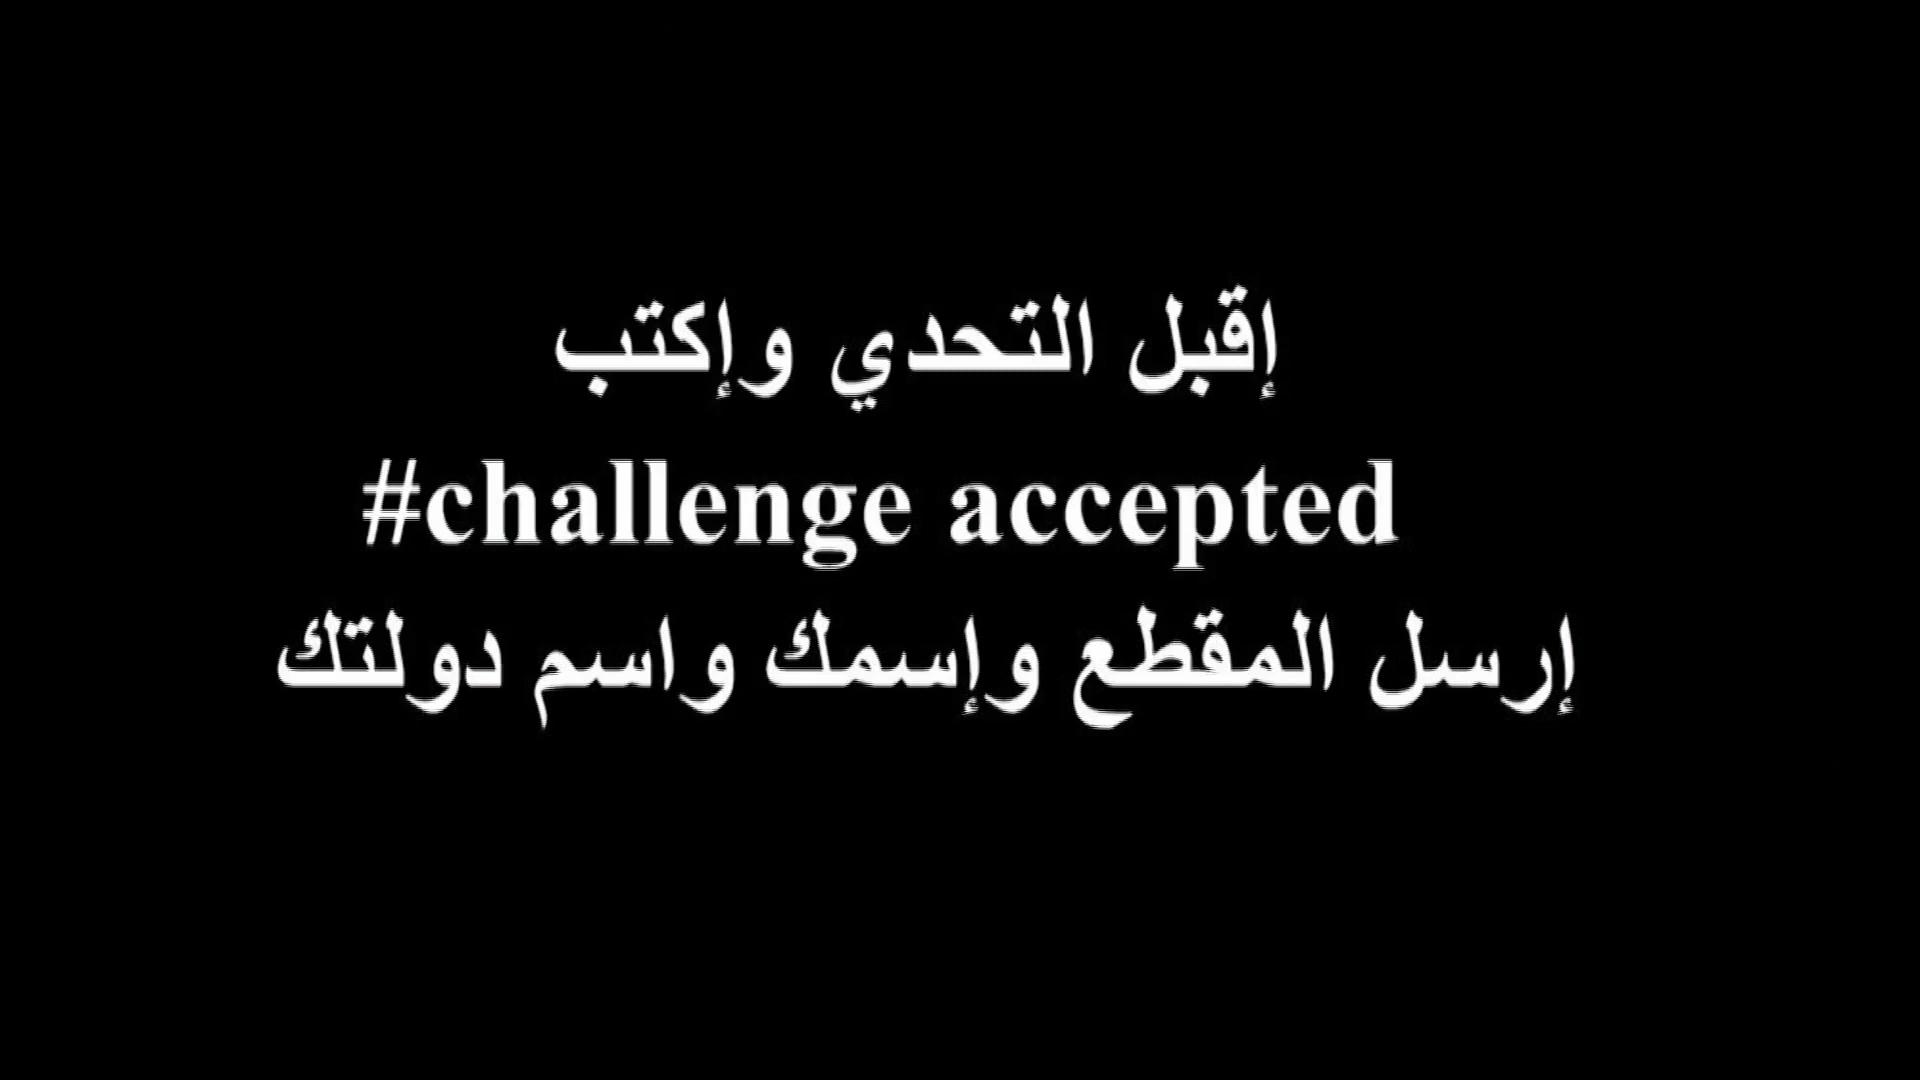 إقبل التحدي وإكتب
#challenge accepted
إرسل المقطع وإسمك واسم دولتك